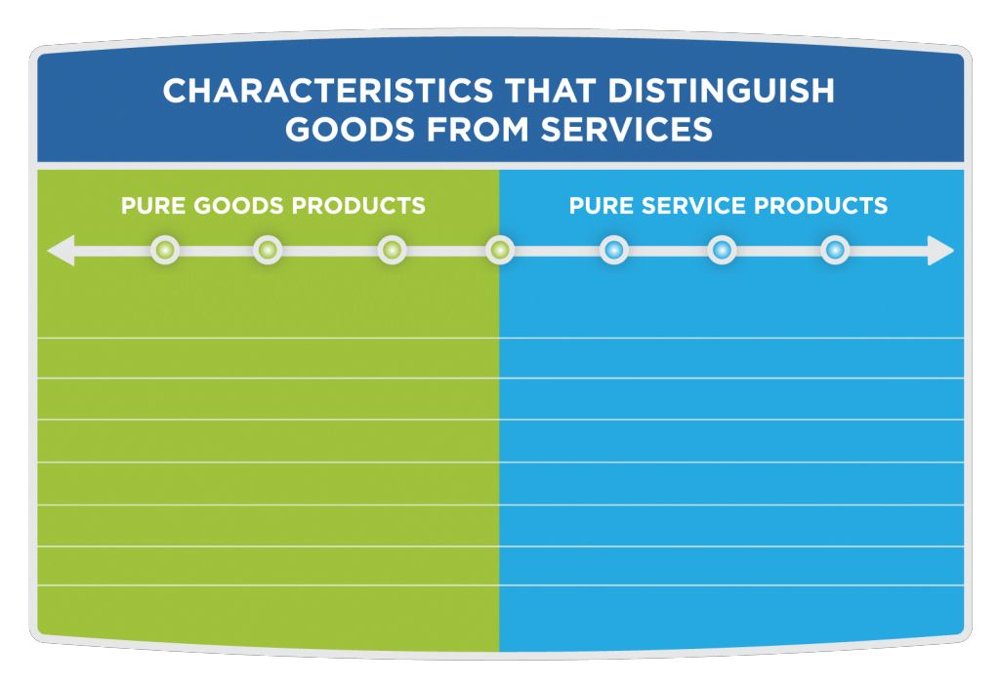 CHARACTERISTICS THAT DISTINGUISH
GOODS FROM SERVICES
PURE GOODS PRODUCTS
PURE SERVICE PRODUCTS